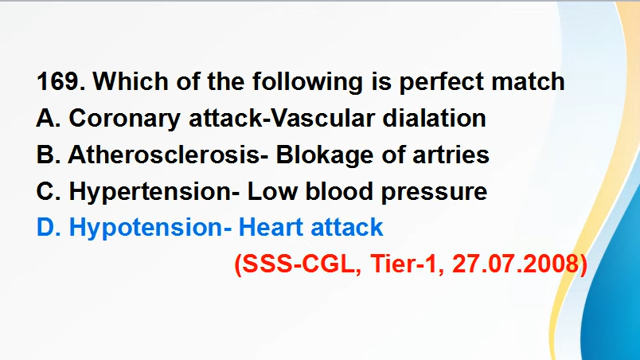 169. Which of the following is perfect match
A. Coronary attack-Vascular dialation
B. Atherosclerosis- Blokage of artries
C. Hypertension- Low blood pressure
D. Hypotension- Heart attack
(SSS-CGL, Tier-1, 27.07.2008)